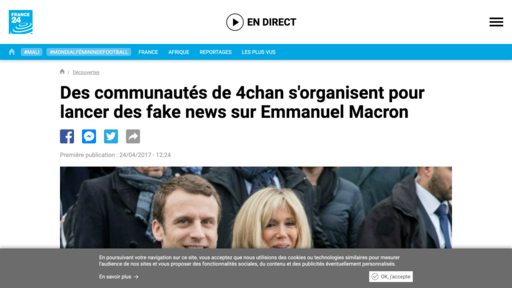 FRANCE
24
EN DIRECT
#MALI
#MONDIALFÉMININDEFOOTBALL
FRANCE
AFRIQUE
REPORTAGES
LES PLUS VUS
/ Découvertes
Des communautés de 4chan s'organisent pour
lancer des fake news sur Emmanuel Macron
Première publication : 24/04/2017 - 12:24
En poursuivant votre navigation sur ce site, vous acceptez que nous utilisions des cookies ou technologies similaires pour mesurer
l'audience de nos sites et vous proposer des fonctionnalités sociales, du contenu et des publicités éventuellement personnalisés.
En savoir plus →
OK, j'accepte